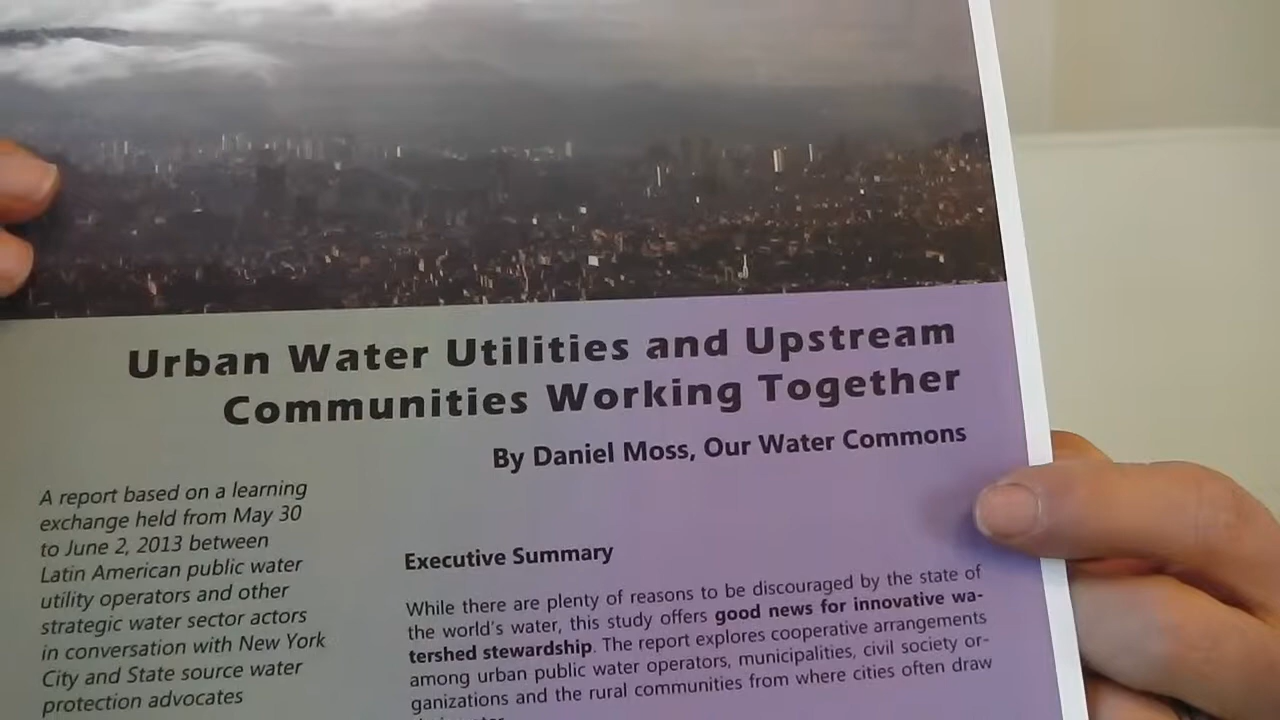 Urban Water Utilities and Upstream
Communities Working Together
By Daniel Moss, Our Water Commons
A report based on a learning
exchange held from May 30
to June 2, 2013 between
Latin American public water
utility operators and other
strategic water sector actors
in conversation with New York
City and State source water
protection advocates
Executive Summary
While there are plenty of reasons to be discouraged by the state of
the world's water, this study offers good news for innovative wa-
tershed stewardship. The report explores cooperative arrangements
among urban public water operators, municipalities, civil society or-
ganizations and the rural communities from where cities often draw